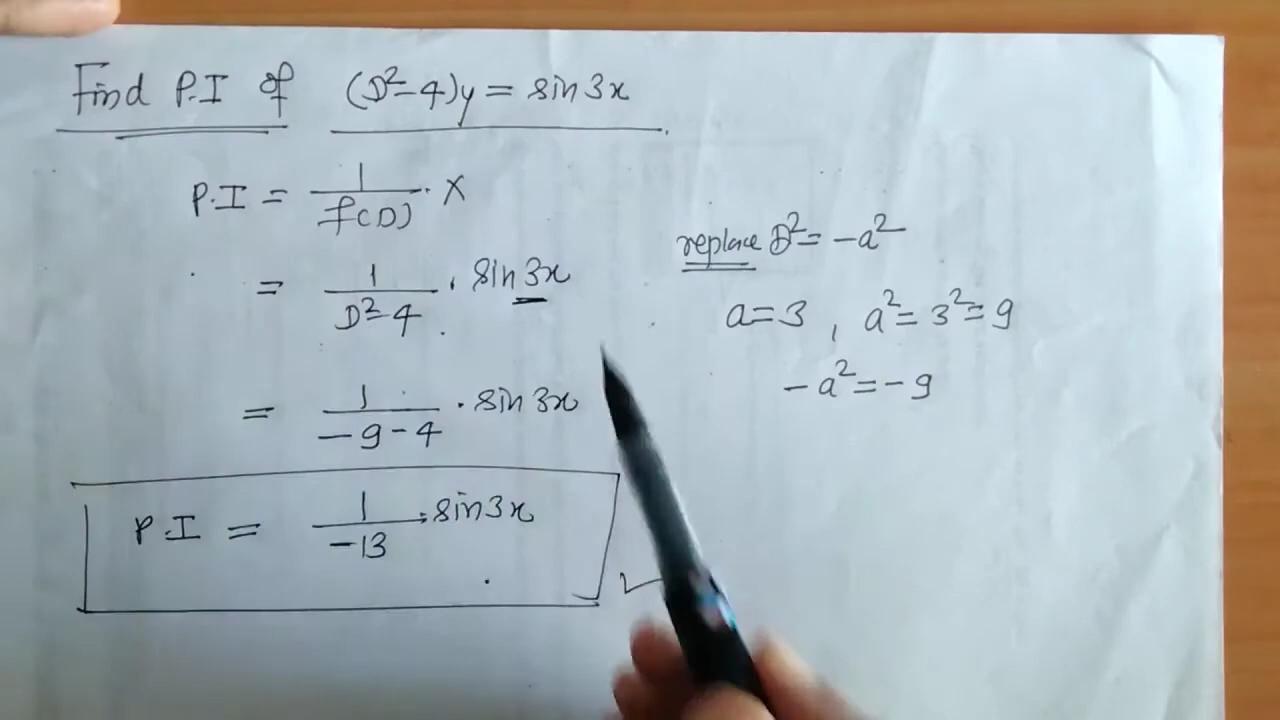 Find P.I of (D²-4)y = sin3x
P.I = 1/f(D) · X
= 1/D²-4 · sin3x
= 1/-9-4 · sin3x
P.I = 1/-13 · sin3x
replace D² = -a²
a=3, a²=3²=9
-a²=-9